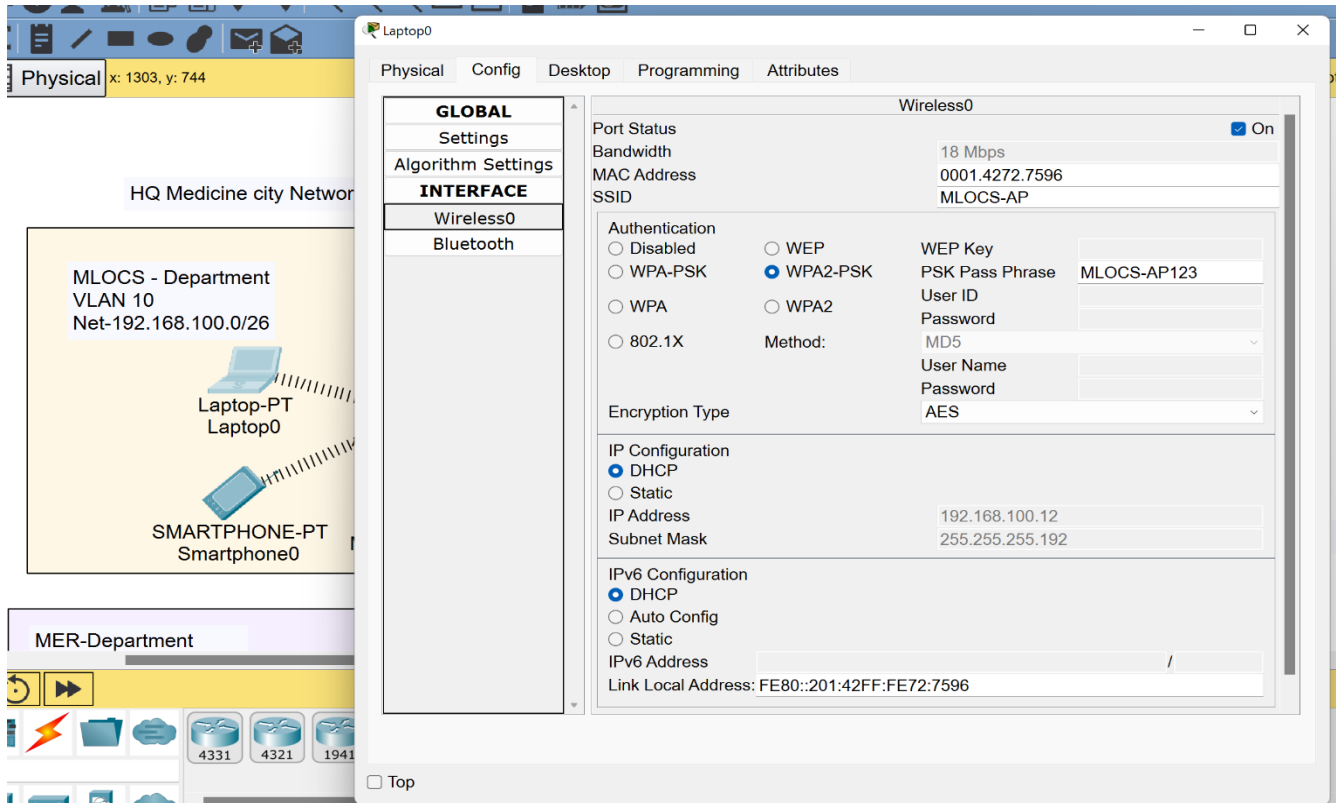 Laptop0
Physical x: 1303, y: 744
Physical Config Desktop Programming Attributes
HQ Medicine city
MLOCS - Department
VLAN 10
Net-192.168.100.0/26
Laptop-PT
Laptop0
SMARTPHONE-PT
Smartphone0
MER-Department
4331 4321 1941
GLOBAL
Settings
Algorithm Settings
INTERFACE
Wireless0
Bluetooth
Wireless0
Port Status On
Bandwidth 18 Mbps
MAC Address 0001.4272.7596
SSID MLOCS-AP
Authentication
Disabled WEP WEP Key
WPA-PSK WPA2-PSK PSK Pass Phrase MLOCS-AP123
User ID
WPA WPA2
Password
802.1X Method: MD5
User Name
Password
Encryption Type AES
IP Configuration
DHCP
Static
IP Address 192.168.100.12
Subnet Mask 255.255.255.192
IPv6 Configuration
DHCP
Auto Config
Static
IPv6 Address /
Link Local Address: FE80::201:42FF:FE72:7596
Top